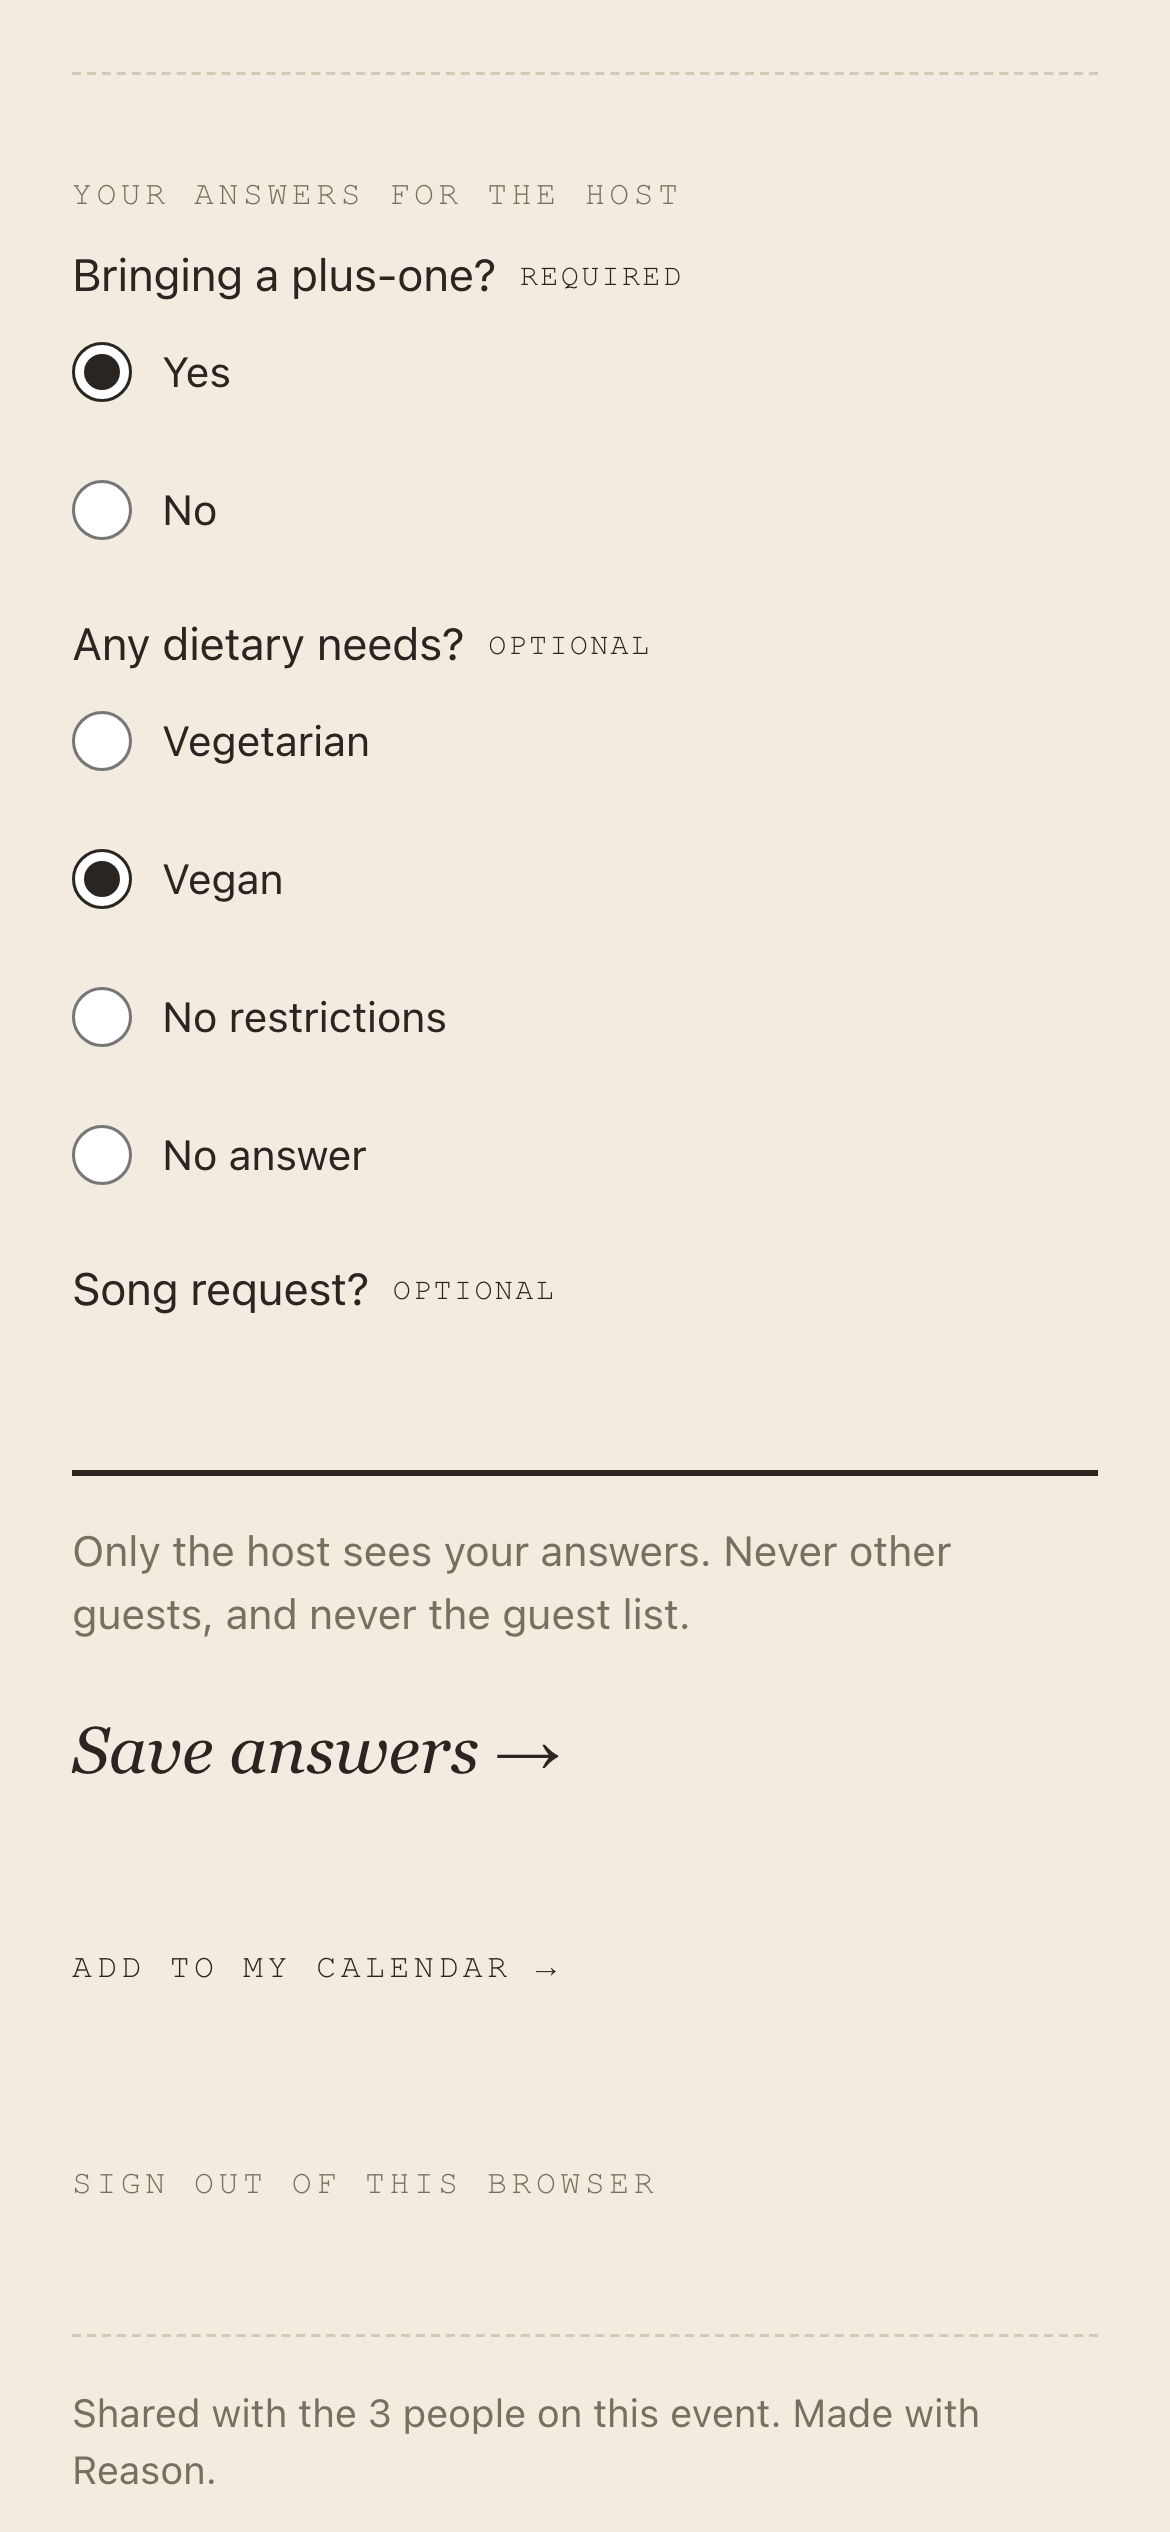 YOUR ANSWERS FOR THE HOST
Bringing a plus-one? REQUIRED
Yes
No
Any dietary needs? OPTIONAL
Vegetarian
Vegan
No restrictions
No answer
Song request? OPTIONAL
Only the host sees your answers. Never other
guests, and never the guest list.
Save answers →
ADD TO MY CALENDAR →
SIGN OUT OF THIS BROWSER
Shared with the 3 people on this event. Made with
Reason.